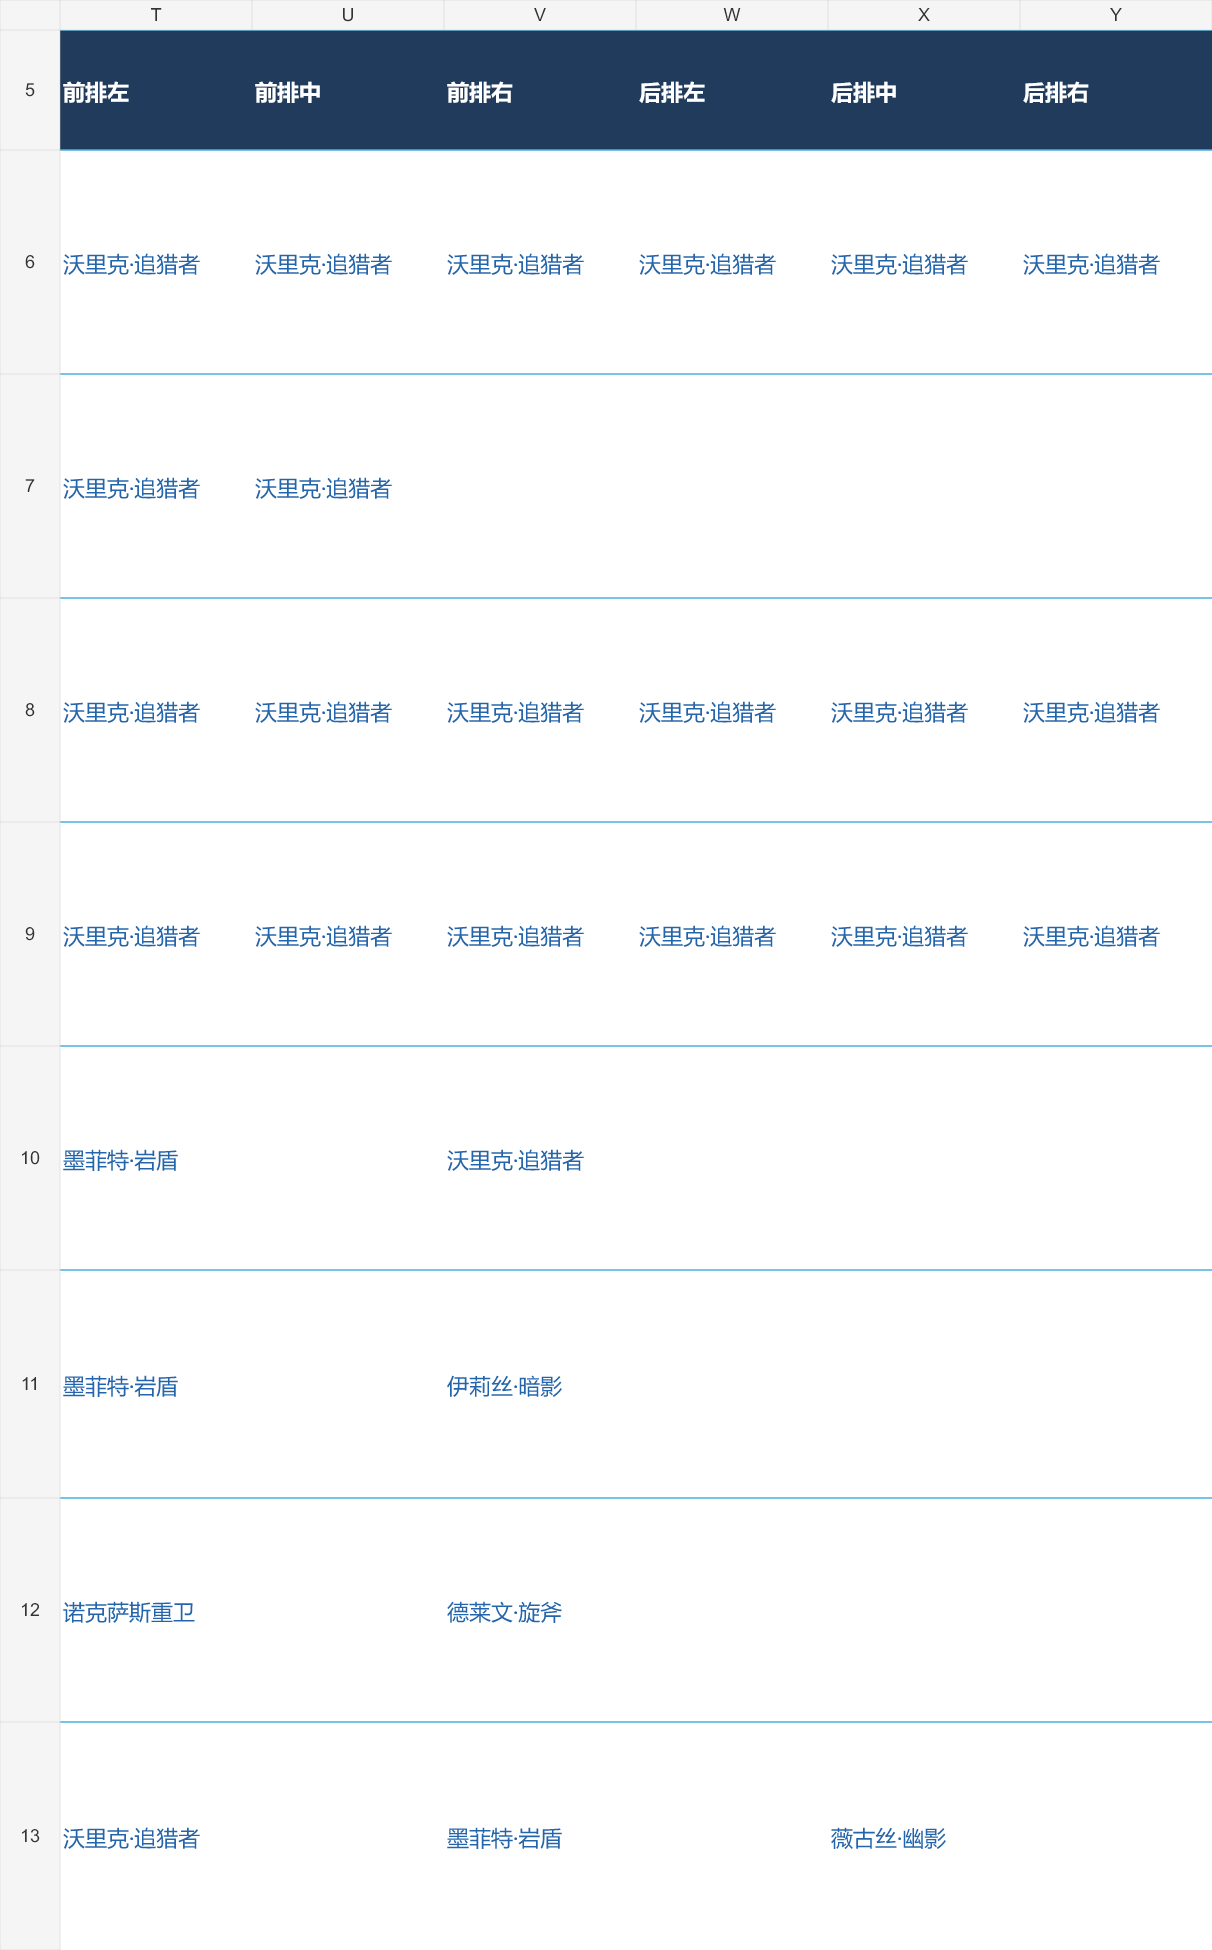 T U V W X Y
5 前排左 前排中 前排右 后排左 后排中 后排右
6 沃里克·追猎者 沃里克·追猎者 沃里克·追猎者 沃里克·追猎者 沃里克·追猎者 沃里克·追猎者
7 沃里克·追猎者 沃里克·追猎者
8 沃里克·追猎者 沃里克·追猎者 沃里克·追猎者 沃里克·追猎者 沃里克·追猎者 沃里克·追猎者
9 沃里克·追猎者 沃里克·追猎者 沃里克·追猎者 沃里克·追猎者 沃里克·追猎者 沃里克·追猎者
10 墨菲特·岩盾 沃里克·追猎者
11 墨菲特·岩盾 伊莉丝·暗影
12 诺克萨斯重卫 德莱文·旋斧
13 沃里克·追猎者 墨菲特·岩盾 薇古丝·幽影